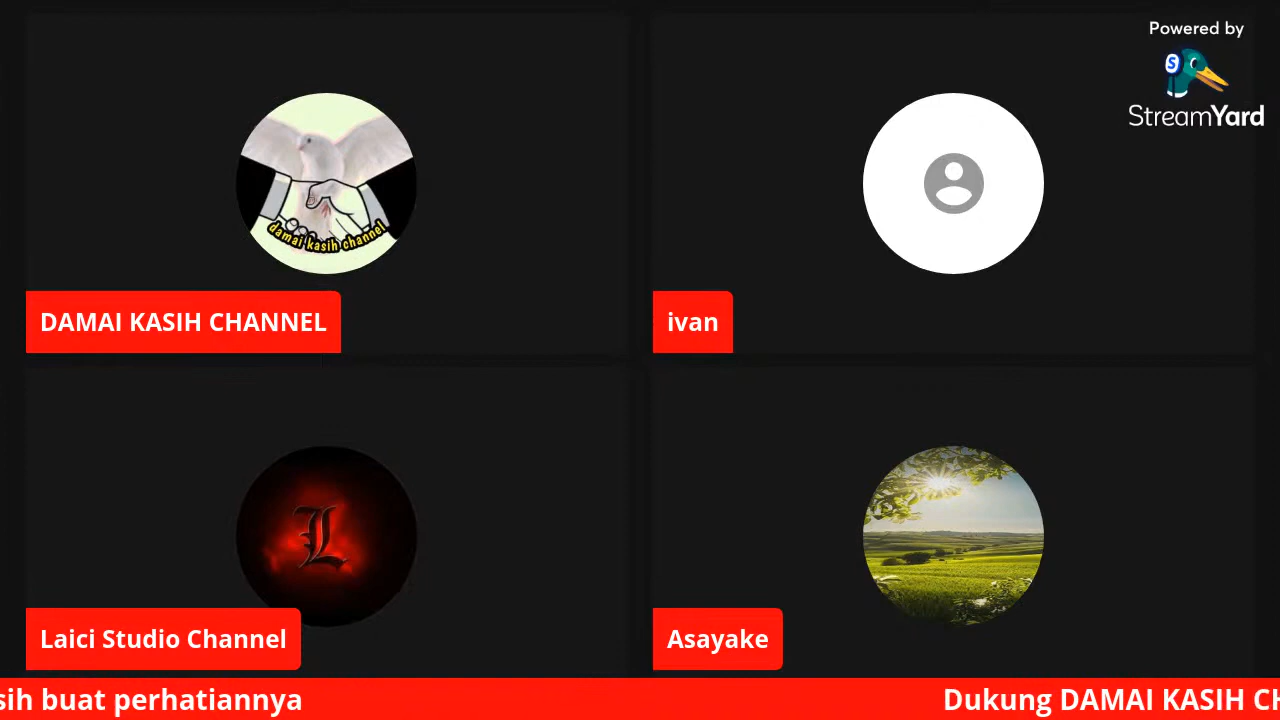 Powered by
S
StreamYard
damai kasih channel
DAMAI KASIH CHANNEL
ivan
L
Laici Studio Channel
Asayake
sih buat perhatiannya
Dukung DAMAI KASIH CH